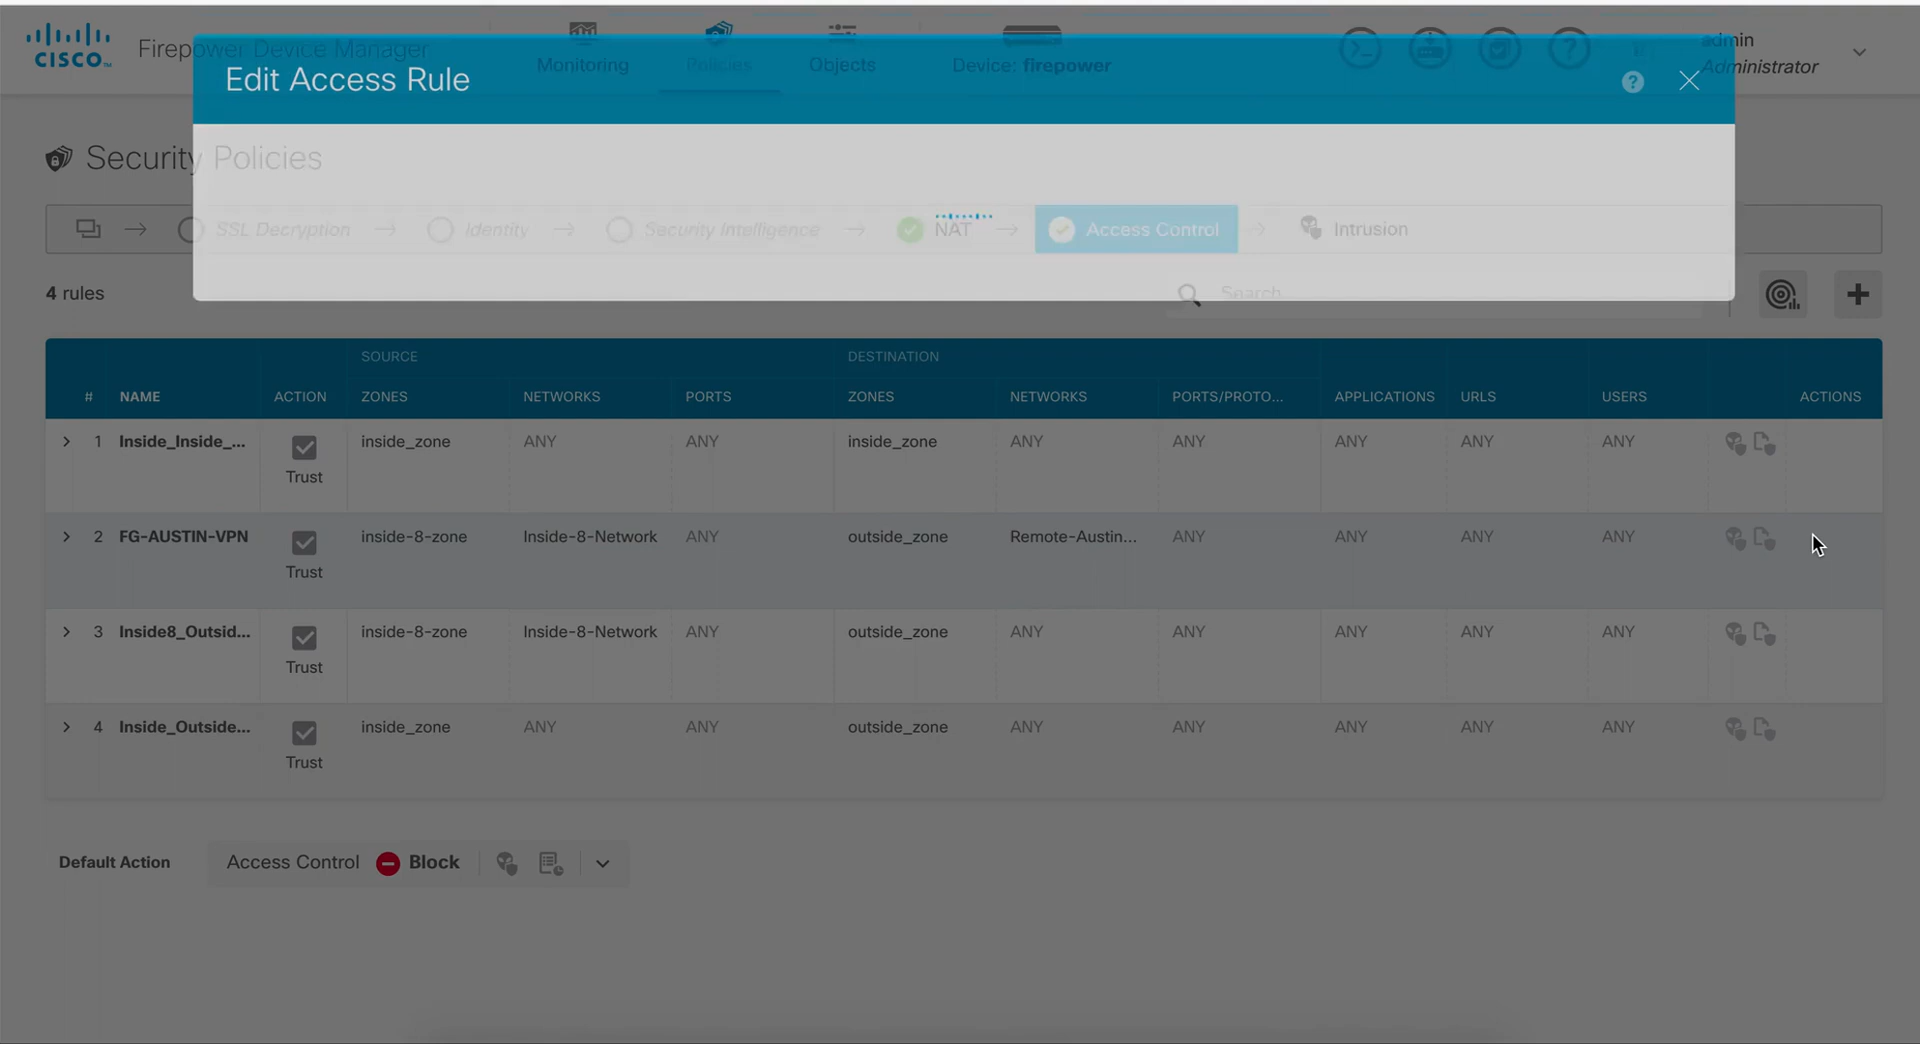 CISCO
Firepower Device Manager
Monitoring
Policies
Objects
Device: firepower
admin
Administrator
Edit Access Rule
?
Security Policies
SSL Decryption
Identity
Security Intelligence
NAT
Access Control
Intrusion
4 rules
Search
SOURCE DESTINATION
# NAME ACTION ZONES NETWORKS PORTS ZONES NETWORKS PORTS/PROTO... APPLICATIONS URLS USERS ACTIONS
1 Inside_Inside_... Trust inside_zone ANY ANY inside_zone ANY ANY ANY ANY ANY
2 FG-AUSTIN-VPN Trust inside-8-zone Inside-8-Network ANY outside_zone Remote-Austin... ANY ANY ANY ANY
3 Inside8_Outsid... Trust inside-8-zone Inside-8-Network ANY outside_zone ANY ANY ANY ANY ANY
4 Inside_Outside... Trust inside_zone ANY ANY outside_zone ANY ANY ANY ANY ANY
Default Action Access Control Block